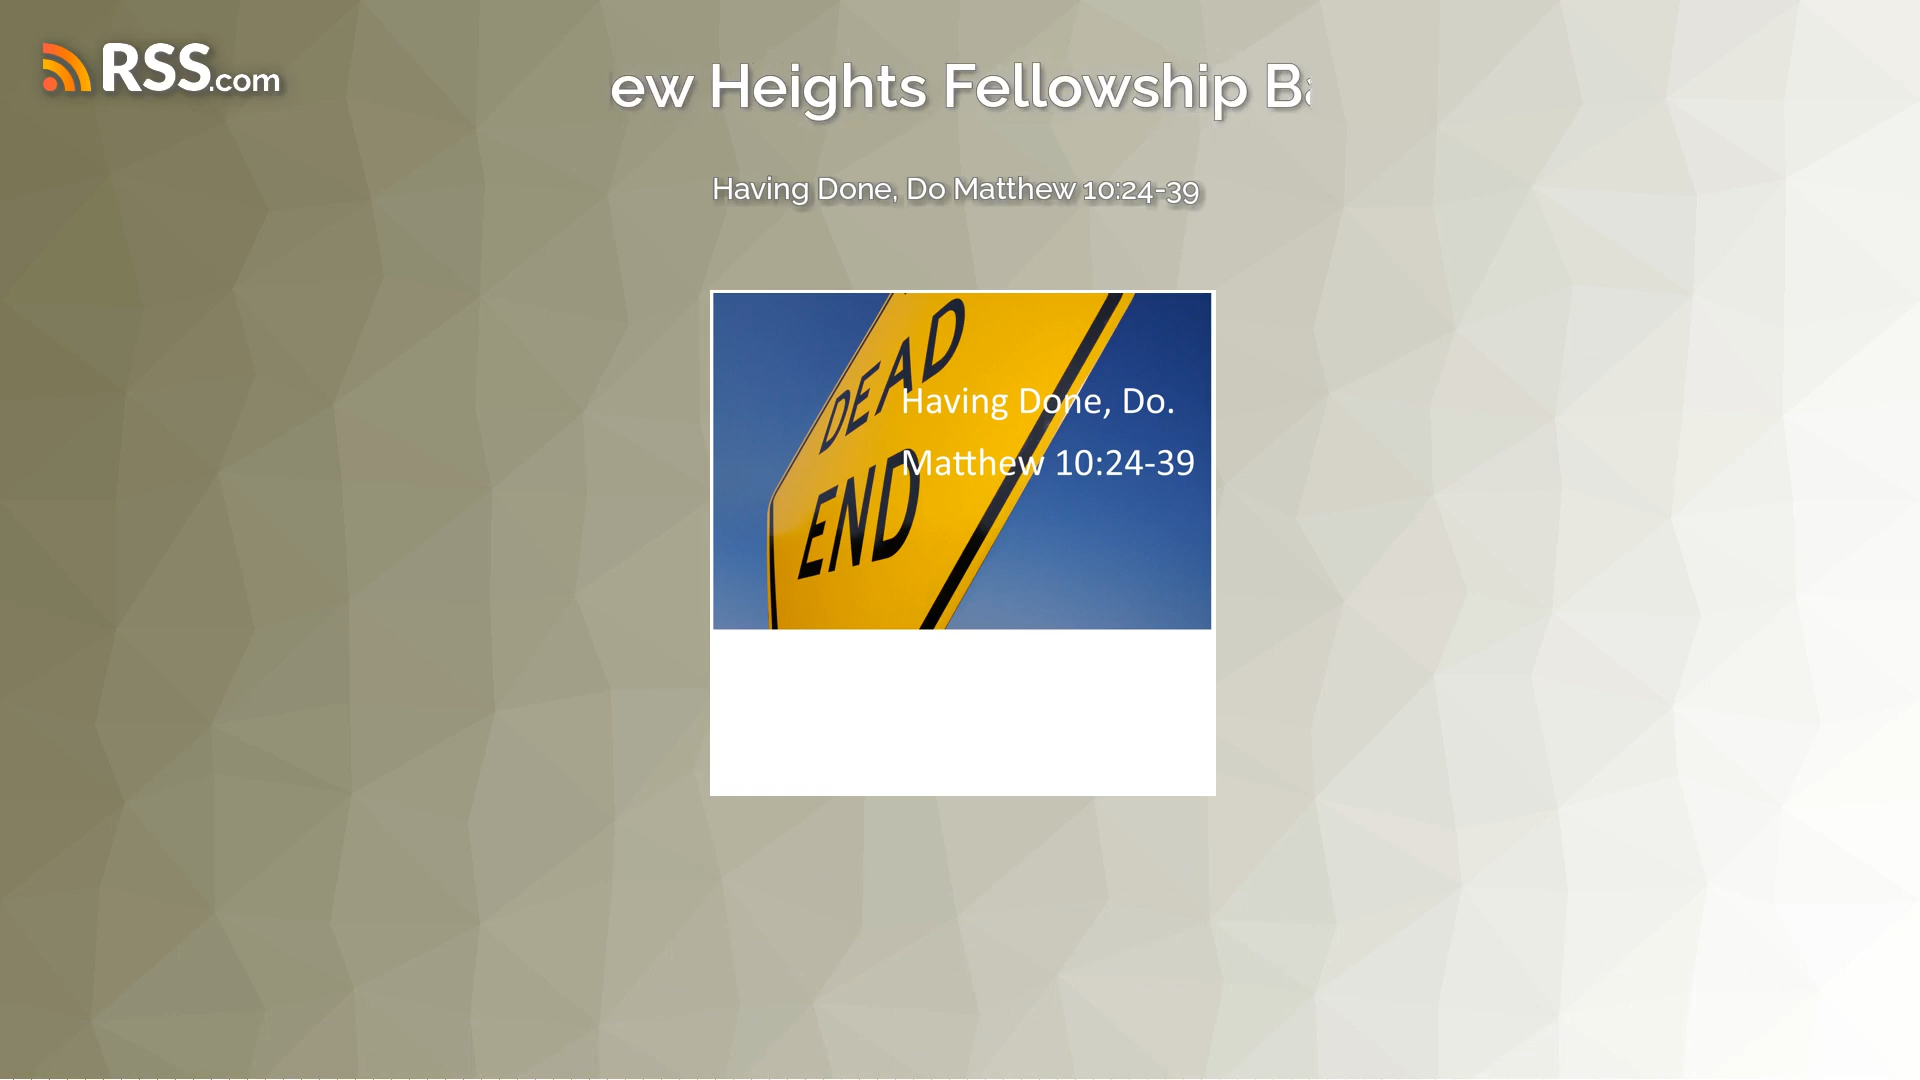 RSS.com
ew Heights Fellowship
Having Done, Do Matthew 10:24-39
DEAD
END
Having Done, Do.
Matthew 10:24-39